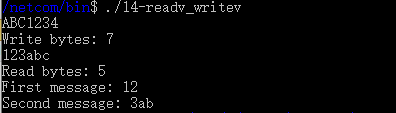 /netcom/bin$ ./14-readv_writev
ABC1234
Write bytes: 7
123abc
Read bytes: 5
First message: 12
Second message: 3ab